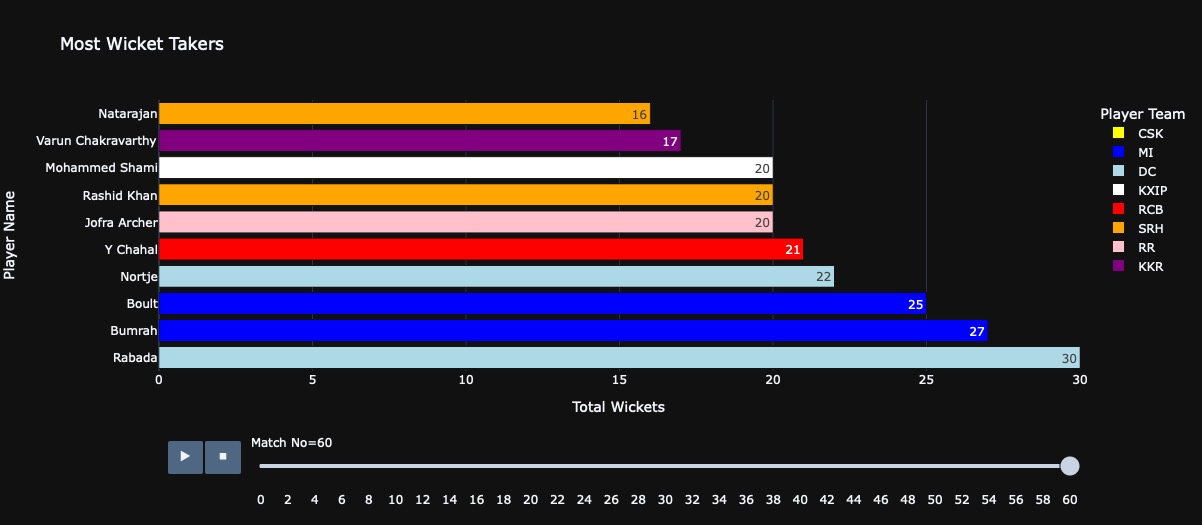 Most Wicket Takers
Player Name
Natarajan 16
Varun Chakravarthy 17
Mohammed Shami 20
Rashid Khan 20
Jofra Archer 20
Y Chahal 21
Nortje 22
Boult 25
Bumrah 27
Rabada 30
0 5 10 15 20 25 30
Total Wickets
Player Team
CSK
MI
DC
KXIP
RCB
SRH
RR
KKR
Match No=60
0 2 4 6 8 10 12 14 16 18 20 22 24 26 28 30 32 34 38 40 42 44 46 48 50 52 54 56 58 60